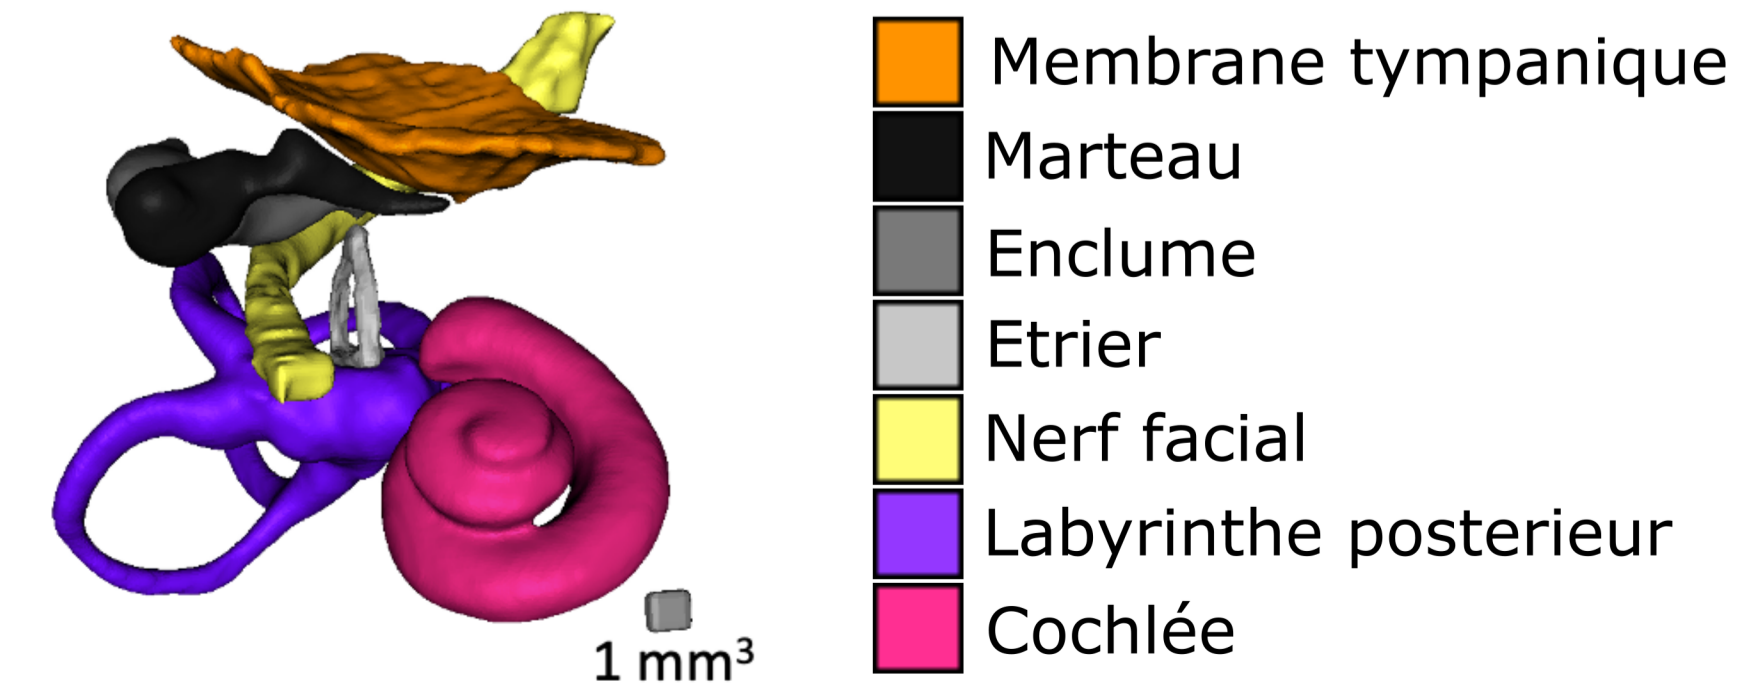 Membrane tympanique
Marteau
Enclume
Etrier
Nerf facial
Labyrinthe posterieur
Cochlée
1 mm³